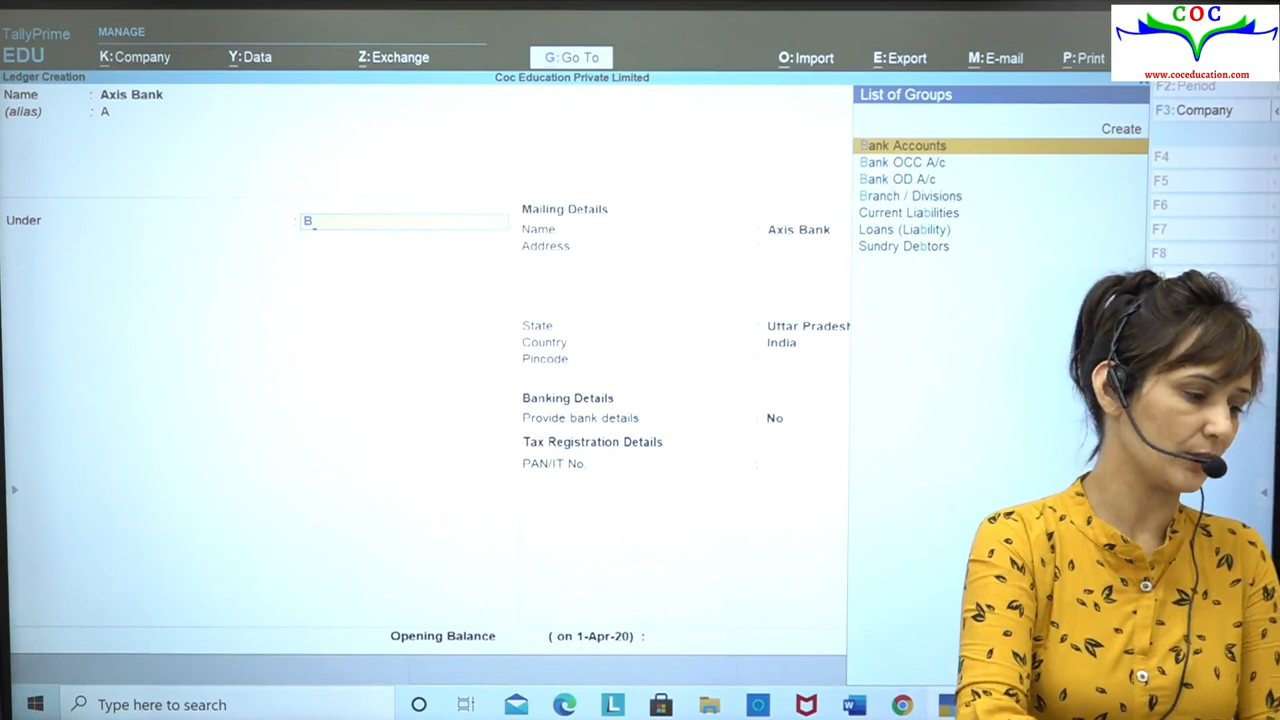 TallyPrime
EDU
MANAGE
K: Company
Y: Data
Z: Exchange
G: Go To
O: Import
E: Export
M: E-mail
P: Print
COC
www.coceducation.com
Ledger Creation
Coc Education Private Limited
Name : Axis Bank
(alias) : A
Under : B
Mailing Details
Name : Axis Bank
Address :
State : Uttar Pradesh
Country : India
Pincode :
Banking Details
Provide bank details : No
Tax Registration Details
PAN/IT No. :
Opening Balance ( on 1-Apr-20) :
List of Groups
Create
Bank Accounts
Bank OCC A/c
Bank OD A/c
Branch / Divisions
Current Liabilities
Loans (Liability)
Sundry Debtors
F2: Period
F3: Company
F4
F5
F6
F7
F8
Type here to search